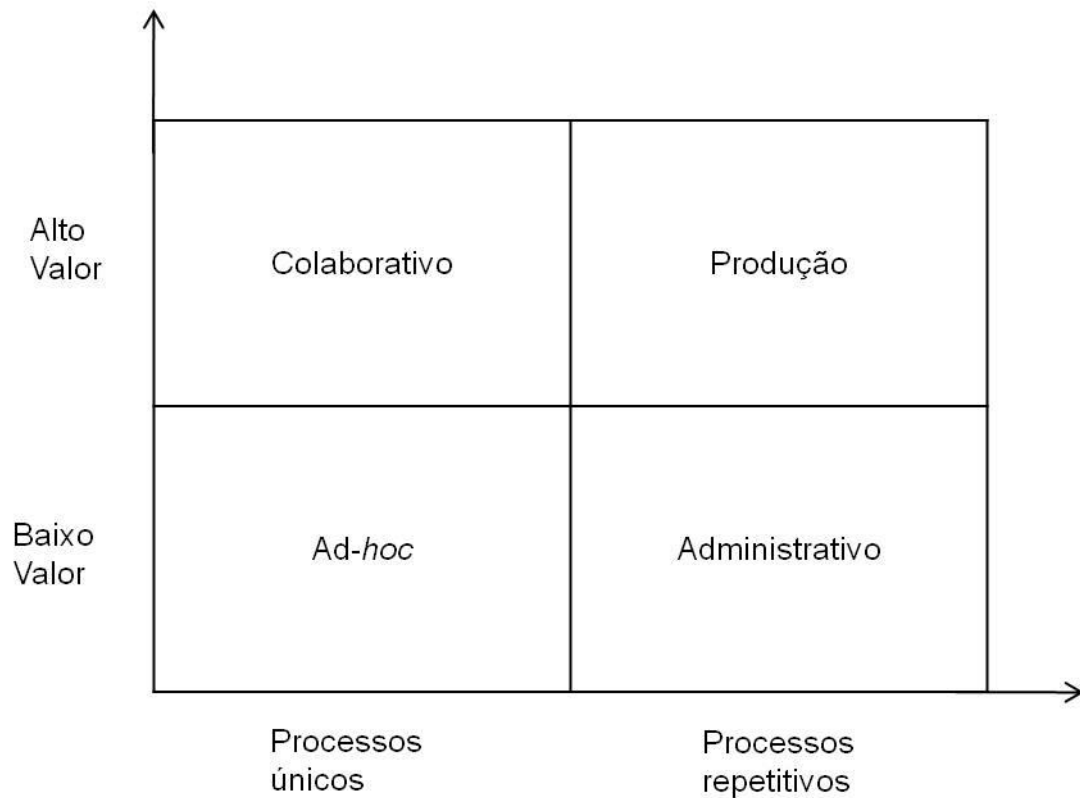 Alto
Valor
Colaborativo
Produção
Baixo
Valor
Ad-hoc
Administrativo
Processos
únicos
Processos
repetitivos